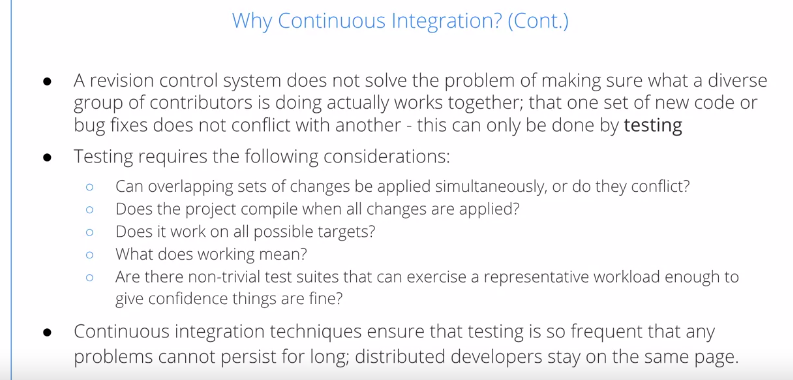 Why Continuous Integration? (Cont.)
● A revision control system does not solve the problem of making sure what a diverse
group of contributors is doing actually works together; that one set of new code or
bug fixes does not conflict with another - this can only be done by testing
● Testing requires the following considerations:
○ Can overlapping sets of changes be applied simultaneously, or do they conflict?
○ Does the project compile when all changes are applied?
○ Does it work on all possible targets?
○ What does working mean?
○ Are there non-trivial test suites that can exercise a representative workload enough to
give confidence things are fine?
● Continuous integration techniques ensure that testing is so frequent that any
problems cannot persist for long; distributed developers stay on the same page.